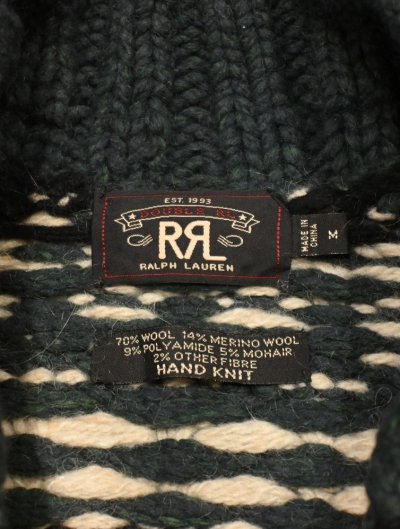 EST. 1993
DOUBLE RL
RRL
RALPH LAUREN
MADE IN
CHINA
M
70% WOOL 14% MERINO WOOL
9% POLYAMIDE 5% MOHAIR
2% OTHER FIBRE
HAND KNIT